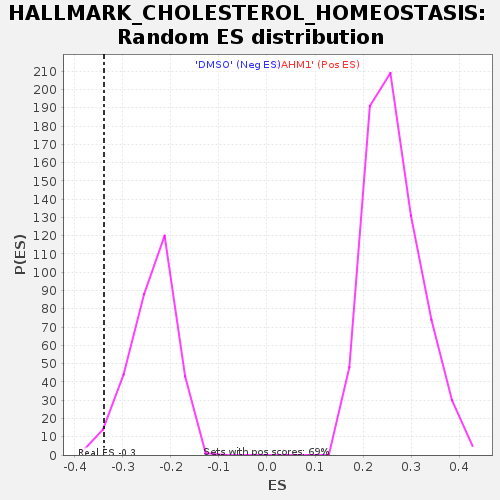 HALLMARK_CHOLESTEROL_HOMEOSTASIS:
Random ES distribution
'DMSO' (Neg ES)AHM1' (Pos ES)
210
200
190
180
170
160
150
140
130
120
110
100
90
80
70
60
50
40
30
20
10
0
P(ES)
Real ES -0.3
Sets with pos scores: 69%
-0.4 -0.3 -0.2 -0.1 0.0 0.1 0.2 0.3 0.4
ES